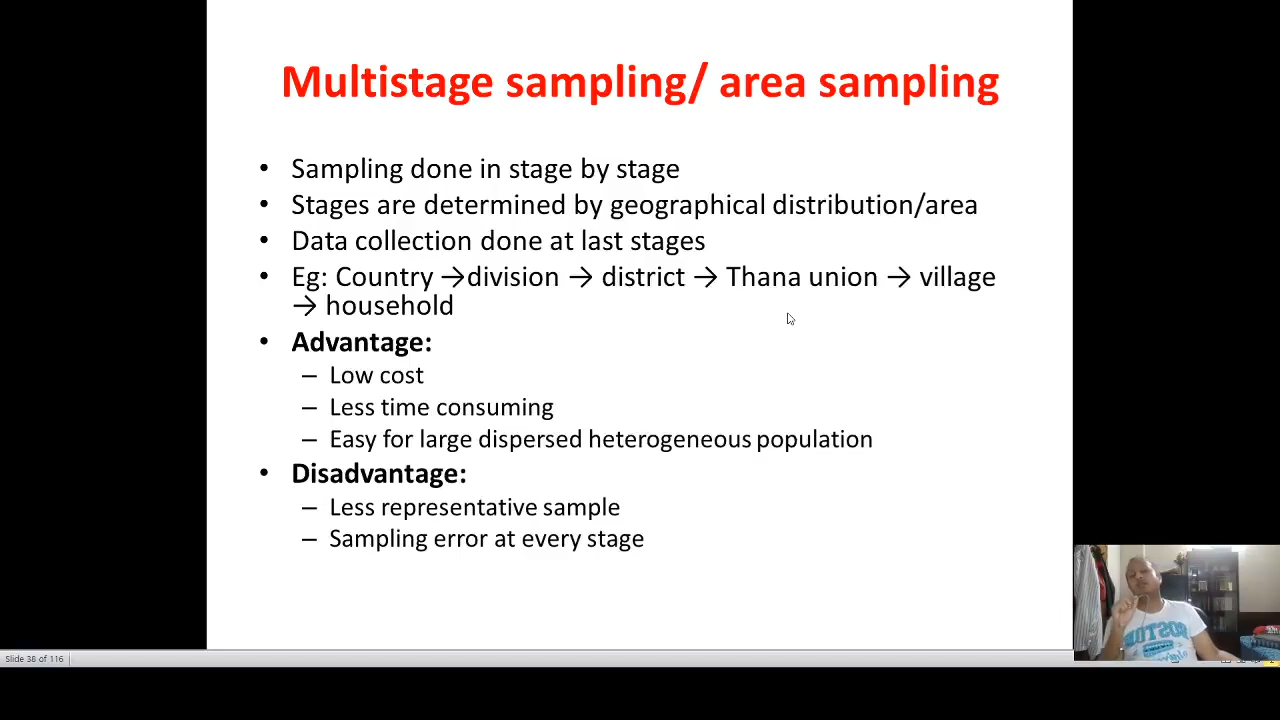 Multistage sampling/ area sampling
• Sampling done in stage by stage
• Stages are determined by geographical distribution/area
• Data collection done at last stages
• Eg: Country →division → district → Thana union → village
→ household
• Advantage:
– Low cost
– Less time consuming
– Easy for large dispersed heterogeneous population
• Disadvantage:
– Less representative sample
– Sampling error at every stage
BOSTON
Slide 38 of 116